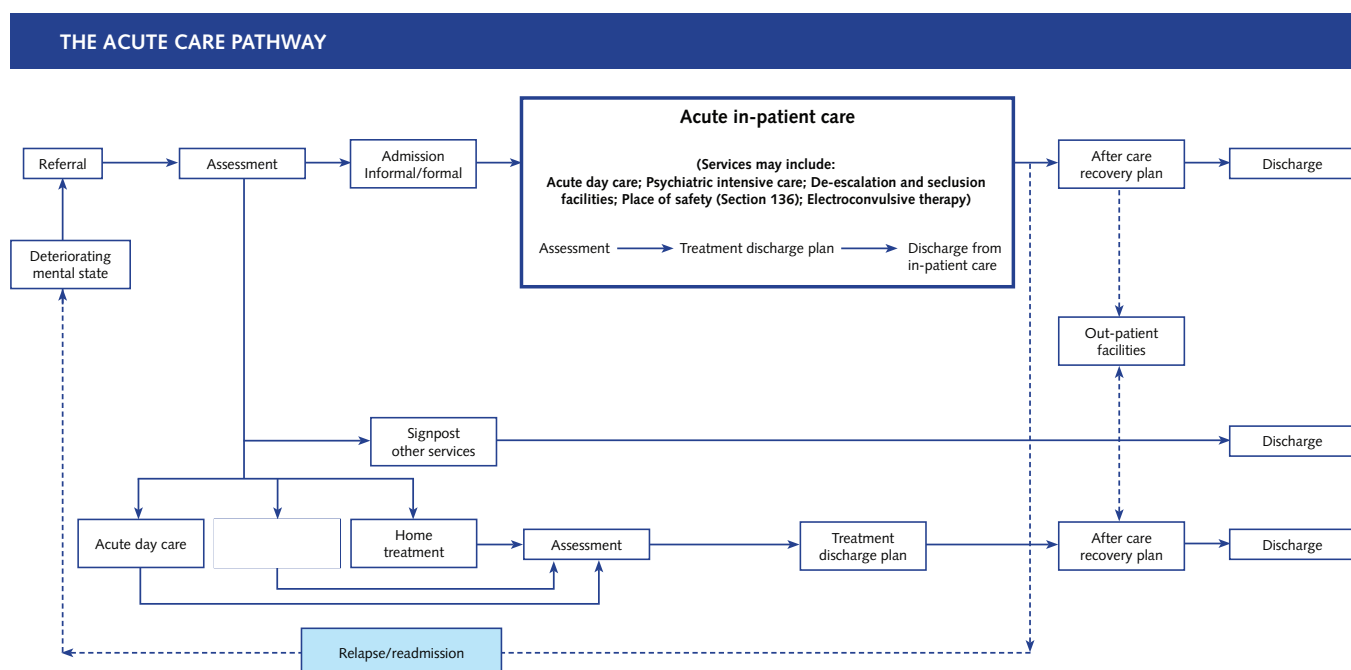 THE ACUTE CARE PATHWAY
Acute in-patient care
(Services may include:
Acute day care; Psychiatric intensive care; De-escalation and seclusion
facilities; Place of safety (Section 136); Electroconvulsive therapy)
Assessment
Treatment discharge plan
Discharge from
in-patient care
Referral
Assessment
Admission
Informal/formal
After care
recovery plan
Discharge
Deteriorating
mental state
Out-patient
facilities
Signpost
other services
Discharge
Acute day care
Home
treatment
Assessment
Treatment
discharge plan
After care
recovery plan
Discharge
Relapse/readmission